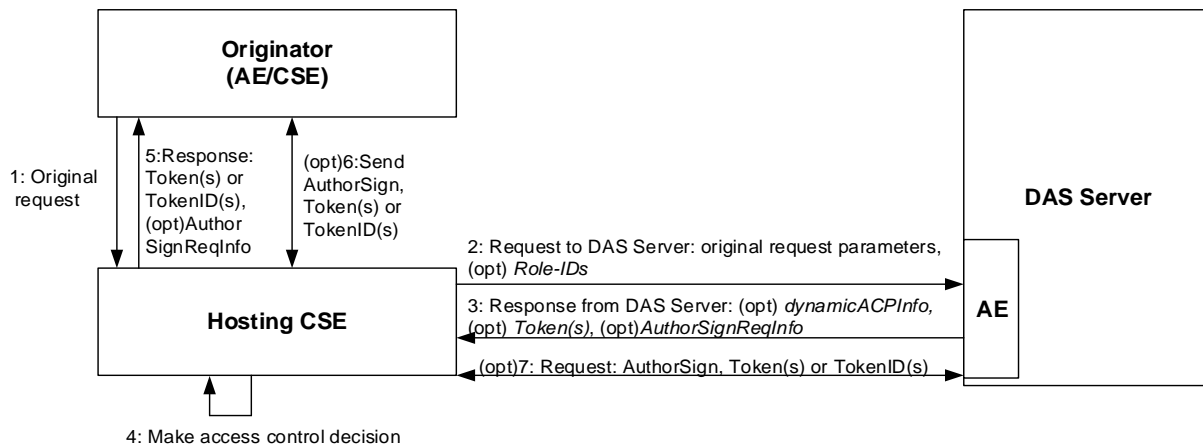 Originator
(AE/CSE)
1: Original
request
5:Response:
Token(s) or
TokenID(s),
(opt)Author
SignReqInfo
(opt)6:Send
AuthorSign,
Token(s) or
TokenID(s)
DAS Server
2: Request to DAS Server: original request parameters,
(opt) Role-IDs
Hosting CSE
3: Response from DAS Server: (opt) dynamicACPInfo,
(opt) Token(s), (opt)AuthorSignReqInfo
AE
(opt)7: Request: AuthorSign, Token(s) or TokenID(s)
4: Make access control decision